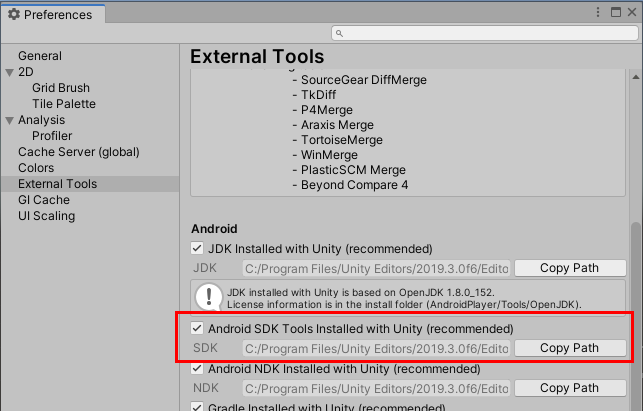 Preferences
External Tools
General
2D
Grid Brush
Tile Palette
Analysis
Profiler
Cache Server (global)
Colors
External Tools
GI Cache
UI Scaling
- SourceGear DiffMerge
- TkDiff
- P4Merge
- Araxis Merge
- TortoiseMerge
- WinMerge
- PlasticSCM Merge
- Beyond Compare 4
Android
JDK Installed with Unity (recommended)
JDK C:/Program Files/Unity Editors/2019.3.0f6/Edito Copy Path
JDK installed with Unity is based on OpenJDK 1.8.0_152.
License information is in the install folder (AndroidPlayer/Tools/OpenJDK).
Android SDK Tools Installed with Unity (recommended)
SDK C:/Program Files/Unity Editors/2019.3.0f6/Edito Copy Path
Android NDK Installed with Unity (recommended)
NDK C:/Program Files/Unity Editors/2019.3.0f6/Edito Copy Path
Gradle Installed with Unity (recommended)